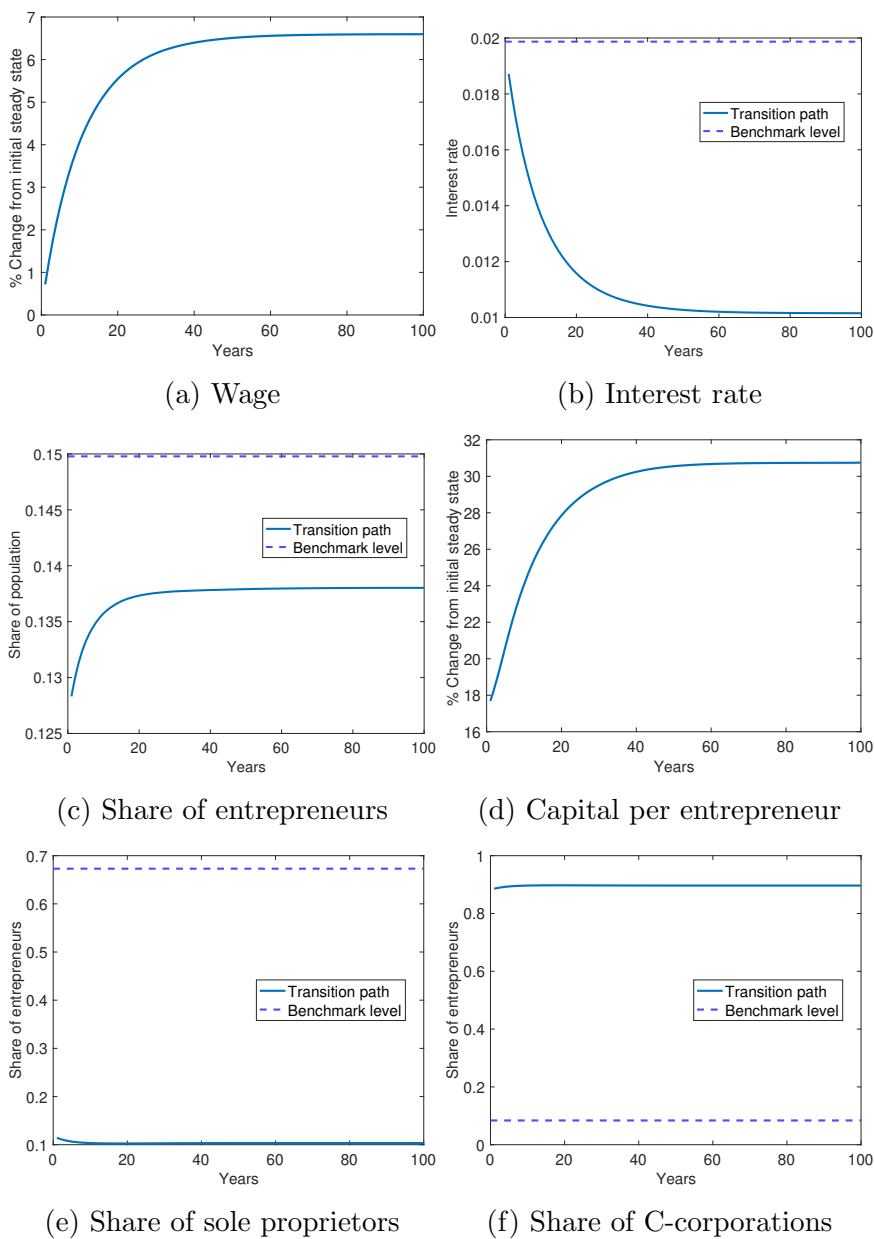 % Change from initial steady state
7
6
5
4
3
2
1
0
0 20 40 60 80 100
Years
(a) Wage
Interest rate
0.02
0.018
0.016
0.014
0.012
0.01
Transition path
Benchmark level
0 20 40 60 80 100
Years
(b) Interest rate
Share of population
0.15
0.145
0.14
0.135
0.13
0.125
Transition path
Benchmark level
0 20 40 60 80 100
Years
(c) Share of entrepreneurs
% Change from initial steady state
32
30
28
26
24
22
20
18
16
0 20 40 60 80 100
Years
(d) Capital per entrepreneur
Share of entrepreneurs
0.7
0.6
0.5
0.4
0.3
0.2
0.1
Transition path
Benchmark level
0 20 40 60 80 100
Years
(e) Share of sole proprietors
Share of entrepreneurs
1
0.8
0.6
0.4
0.2
0
Transition path
Benchmark level
0 20 40 60 80 100
Years
(f) Share of C-corporations